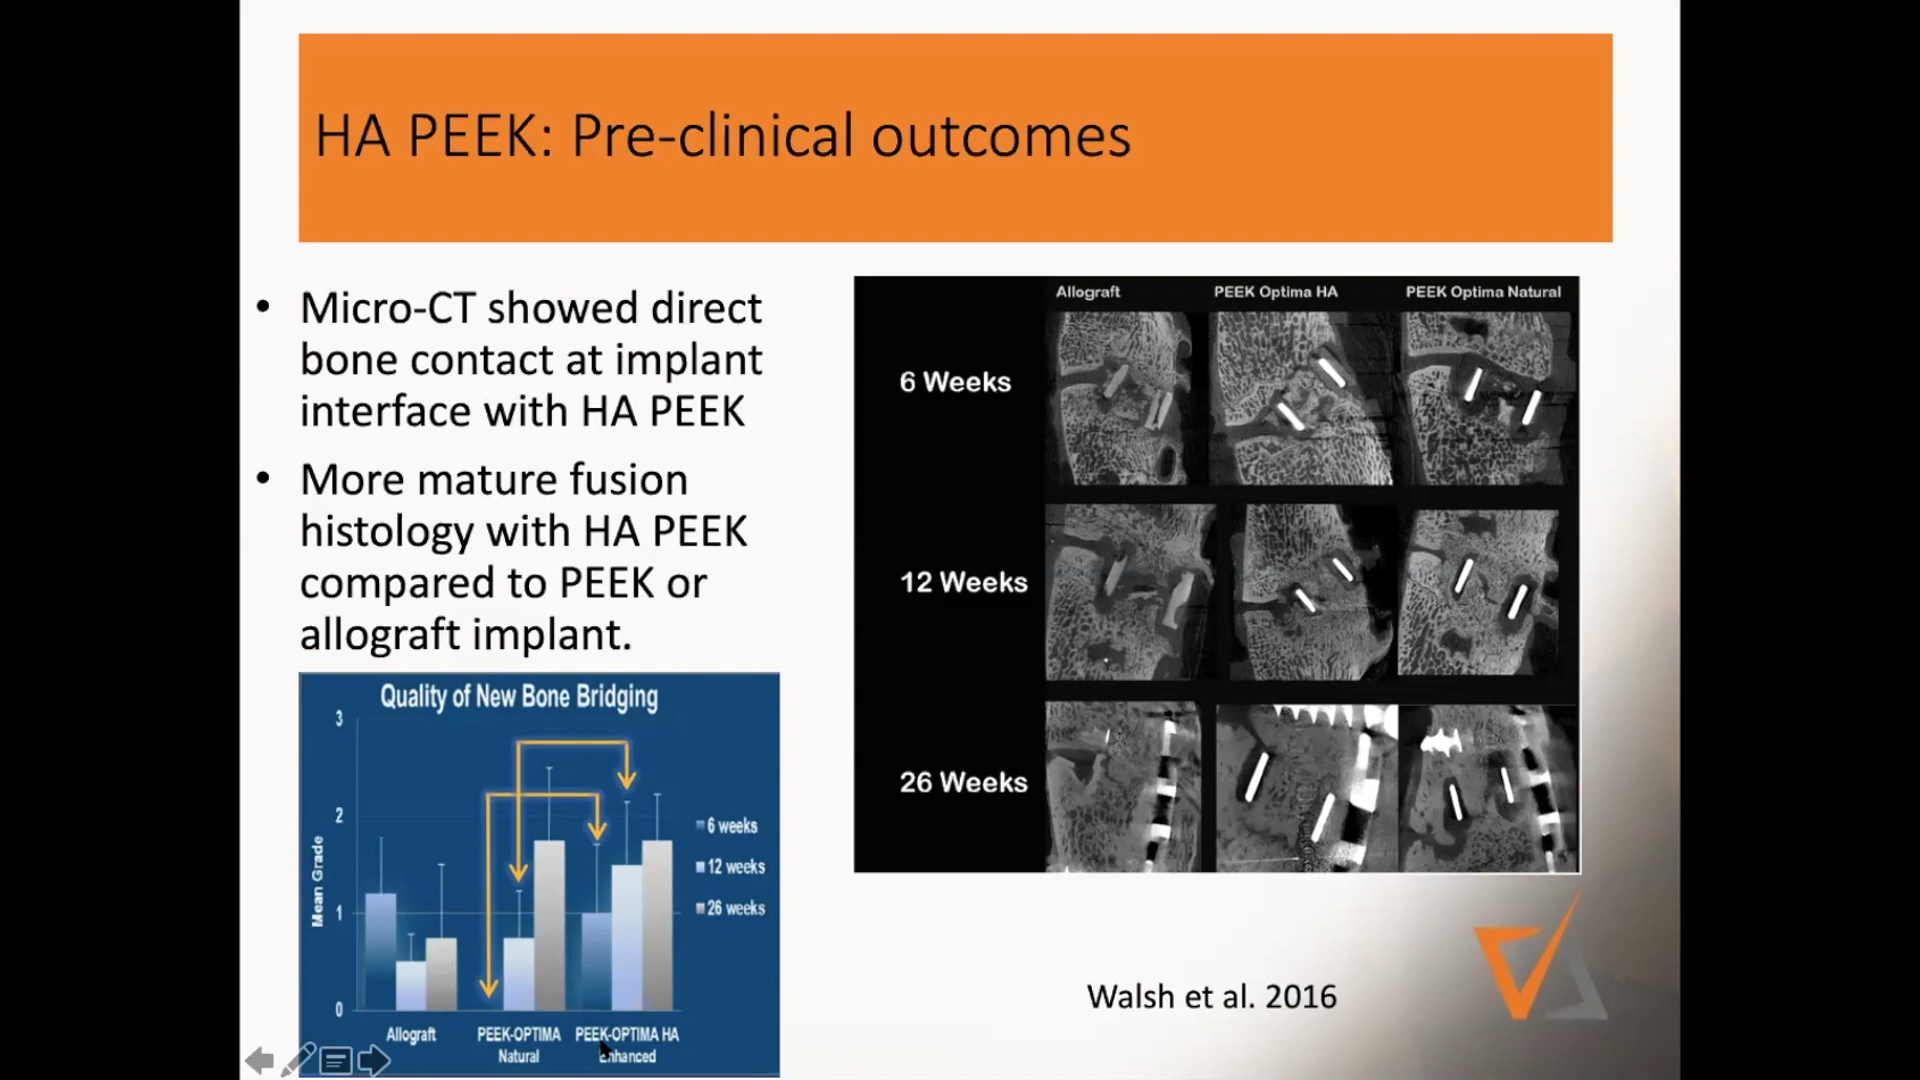 HA PEEK: Pre-clinical outcomes
• Micro-CT showed direct
bone contact at implant
interface with HA PEEK
• More mature fusion
histology with HA PEEK
compared to PEEK or
allograft implant.
Quality of New Bone Bridging
Mean Grade
3
2
1
0
6 weeks
12 weeks
26 weeks
Allograft
PEEK-OPTIMA
Natural
PEEK-OPTIMA HA
Enhanced
Allograft PEEK Optima HA PEEK Optima Natural
6 Weeks
12 Weeks
26 Weeks
Walsh et al. 2016